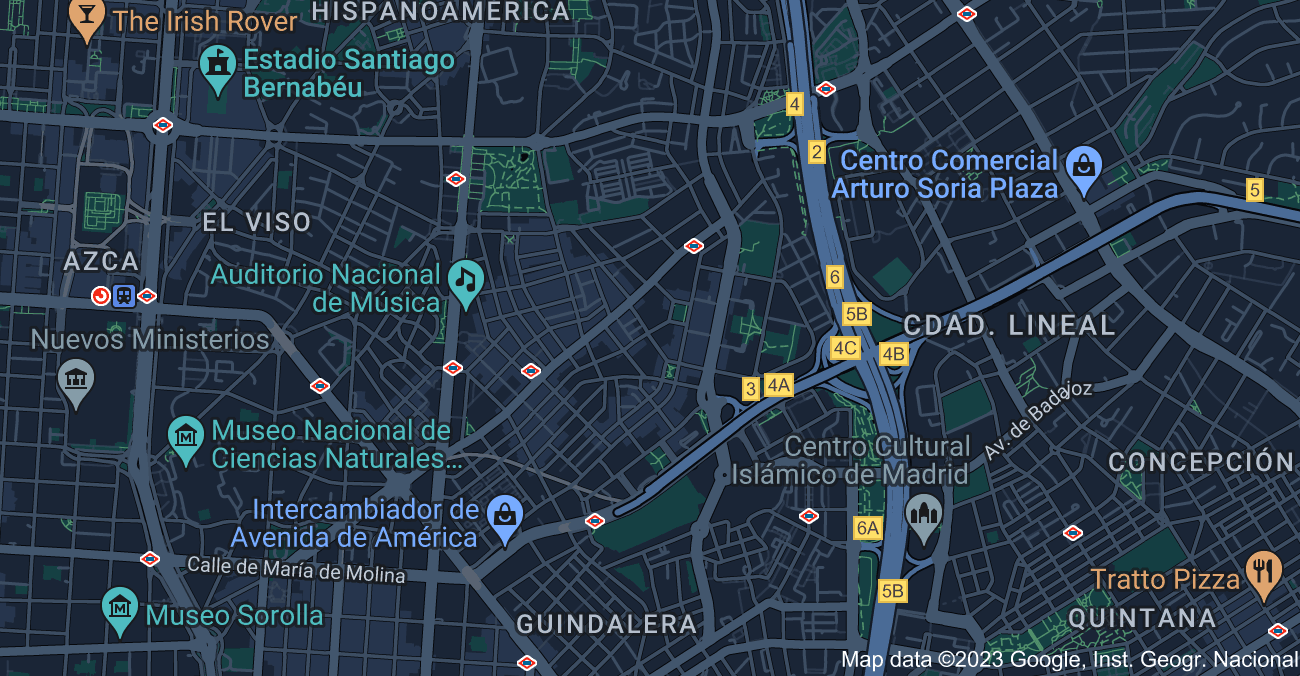 HISPANOAMÉRICA
The Irish Rover
Estadio Santiago
Bernabéu
4
2
Centro Comercial
Arturo Soria Plaza
5
EL VISO
AZCA
Auditorio Nacional
de Música
6
5B
CDAD. LINEAL
Nuevos Ministerios
4C
4B
3
4A
Av. de Badajoz
Museo Nacional de
Ciencias Naturales...
Centro Cultural
Islámico de Madrid
CONCEPCIÓN
Intercambiador de
Avenida de América
6A
Calle de María de Molina
Tratto Pizza
5B
Museo Sorolla
GUINDALERA
QUINTANA
Map data ©2023 Google, Inst. Geogr. Nacional